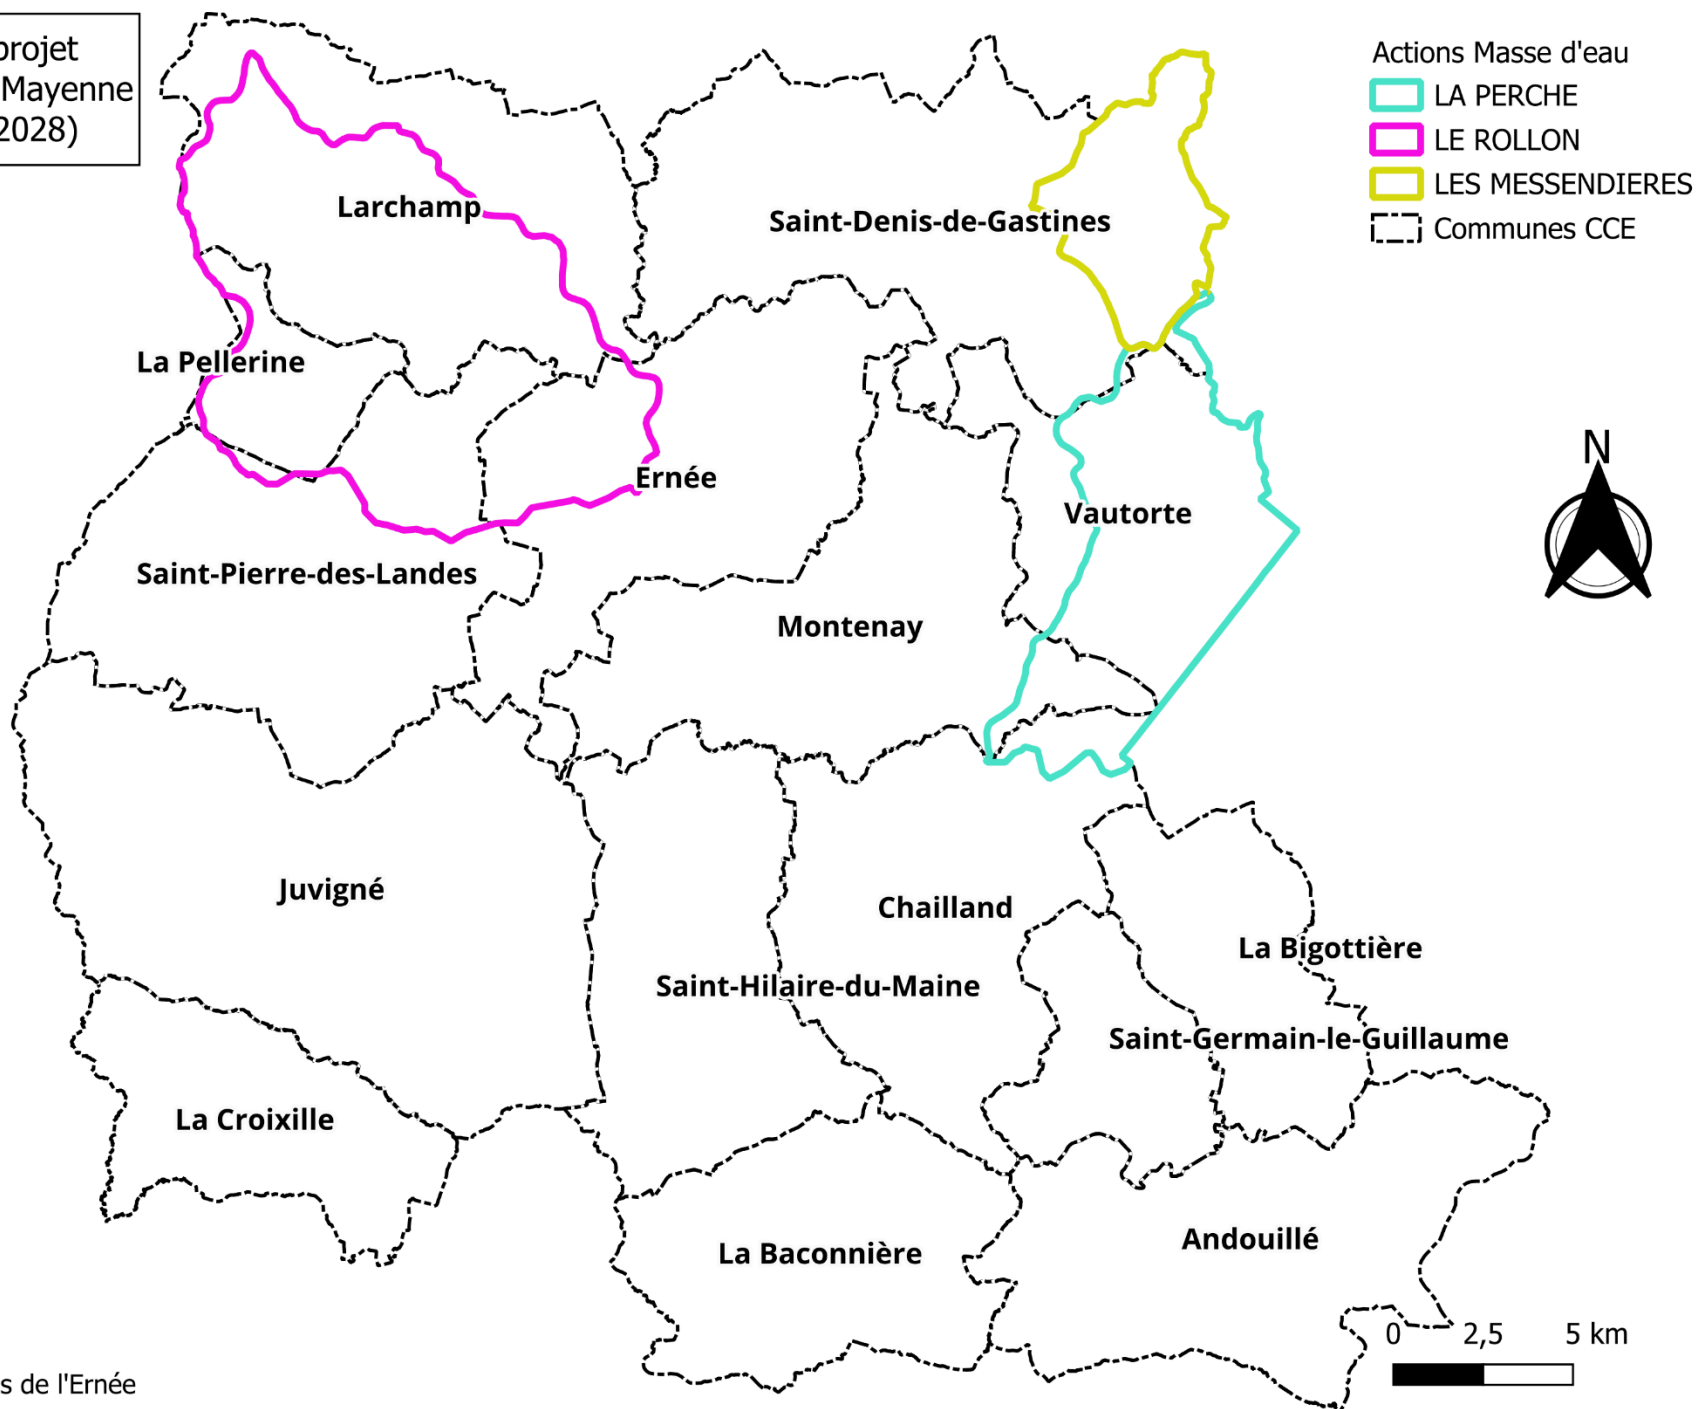 projet
Mayenne
2028)
Actions Masse d'eau
LA PERCHE
LE ROLLON
LES MESSENDIERES
Communes CCE
Larchamp
Saint-Denis-de-Gastines
La Pellerine
Ernée
N
Vautorte
Saint-Pierre-des-Landes
Montenay
Juvigné
Chailland
La Bigottière
Saint-Hilaire-du-Maine
Saint-Germain-le-Guillaume
La Croixille
Andouillé
La Baconnière
0 2,5 5 km
s de l'Ernée